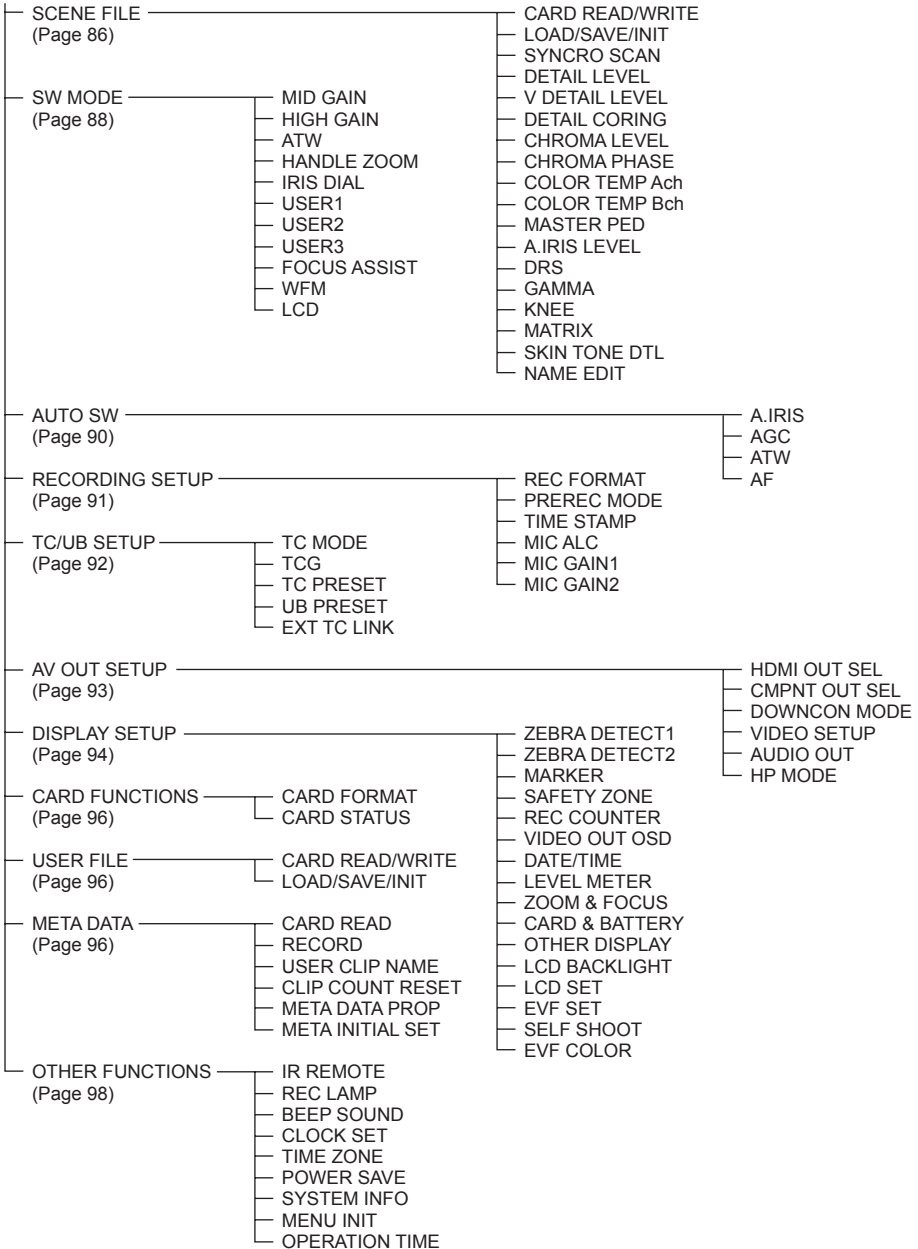 SCENE FILE
(Page 86)
CARD READ/WRITE
LOAD/SAVE/INIT
SYNCRO SCAN
DETAIL LEVEL
V DETAIL LEVEL
DETAIL CORING
CHROMA LEVEL
CHROMA PHASE
COLOR TEMP Ach
COLOR TEMP Bch
MASTER PED
A.IRIS LEVEL
DRS
GAMMA
KNEE
MATRIX
SKIN TONE DTL
NAME EDIT
SW MODE
(Page 88)
MID GAIN
HIGH GAIN
ATW
HANDLE ZOOM
IRIS DIAL
USER1
USER2
USER3
FOCUS ASSIST
WFM
LCD
AUTO SW
(Page 90)
A.IRIS
AGC
ATW
AF
RECORDING SETUP
(Page 91)
REC FORMAT
PREREC MODE
TIME STAMP
MIC ALC
MIC GAIN1
MIC GAIN2
TC/UB SETUP
(Page 92)
TC MODE
TCG
TC PRESET
UB PRESET
EXT TC LINK
AV OUT SETUP
(Page 93)
HDMI OUT SEL
CMPNT OUT SEL
DOWNCON MODE
VIDEO SETUP
AUDIO OUT
HP MODE
DISPLAY SETUP
(Page 94)
ZEBRA DETECT1
ZEBRA DETECT2
MARKER
SAFETY ZONE
REC COUNTER
VIDEO OUT OSD
DATE/TIME
LEVEL METER
ZOOM & FOCUS
CARD & BATTERY
OTHER DISPLAY
LCD BACKLIGHT
LCD SET
EVF SET
SELF SHOOT
EVF COLOR
CARD FUNCTIONS
(Page 96)
CARD FORMAT
CARD STATUS
USER FILE
(Page 96)
CARD READ/WRITE
LOAD/SAVE/INIT
META DATA
(Page 96)
CARD READ
RECORD
USER CLIP NAME
CLIP COUNT RESET
META DATA PROP
META INITIAL SET
OTHER FUNCTIONS
(Page 98)
IR REMOTE
REC LAMP
BEEP SOUND
CLOCK SET
TIME ZONE
POWER SAVE
SYSTEM INFO
MENU INIT
OPERATION TIME